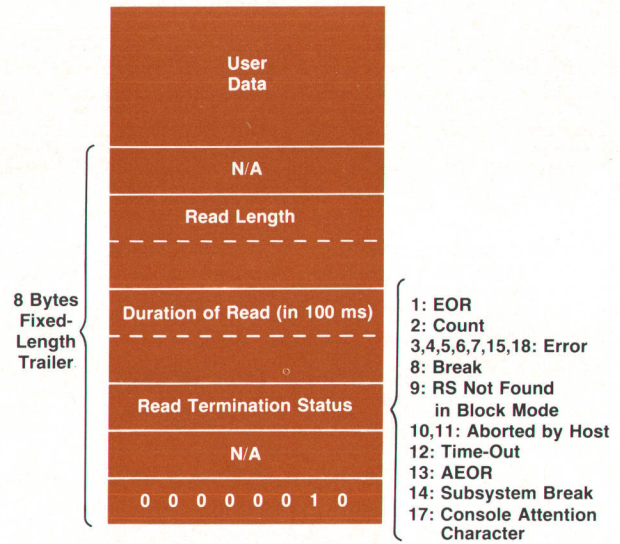 User
Data
N/A
Read Length
Duration of Read (in 100 ms)
Read Termination Status
N/A
0 0 0 0 0 0 1 0
8 Bytes
Fixed-
Length
Trailer
1: EOR
2: Count
3,4,5,6,7,15,18: Error
8: Break
9: RS Not Found
in Block Mode
10,11: Aborted by Host
12: Time-Out
13: AEOR
14: Subsystem Break
17: Console Attention
Character